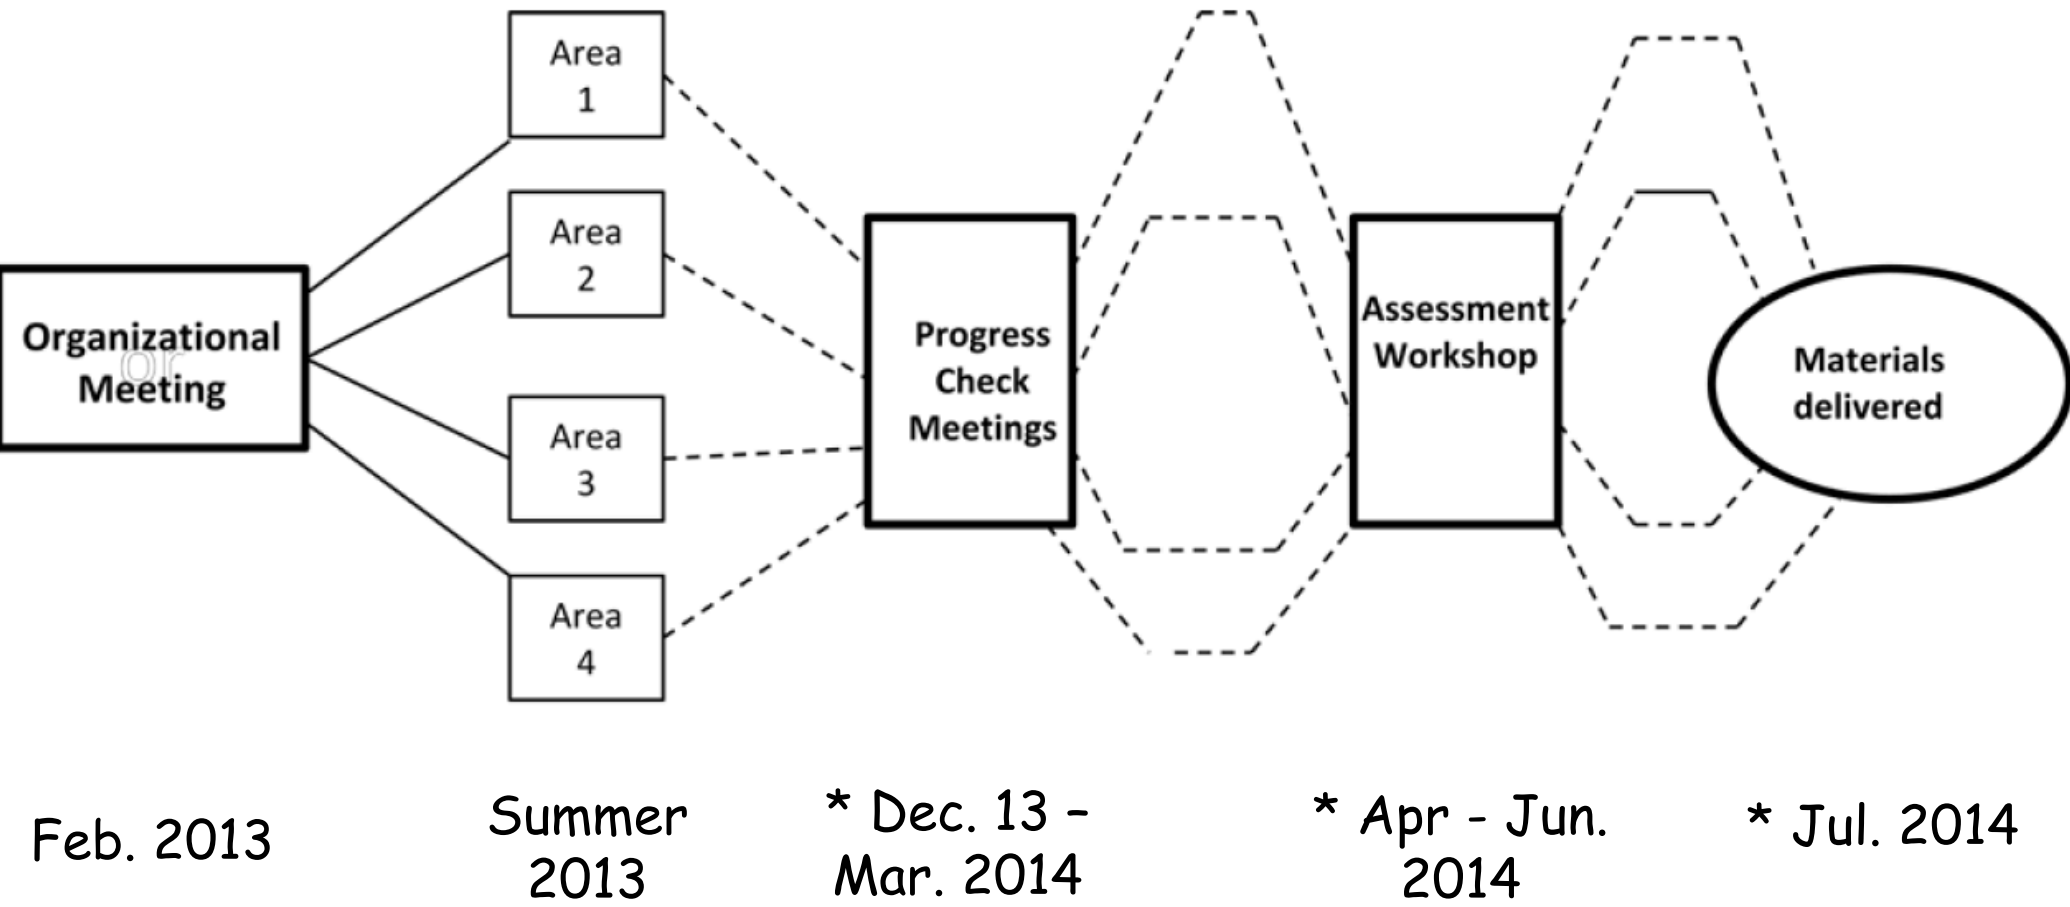 Area
1
Area
2
Organizational
or
Meeting
Area
3
Area
4
Progress
Check
Meetings
Assessment
Workshop
Materials
delivered
Feb. 2013
Summer
2013
* Dec. 13 –
Mar. 2014
* Apr - Jun.
2014
* Jul. 2014